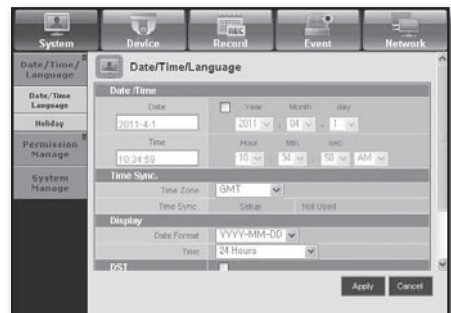 System Device Record Event Network
Date/Time/
Language
Date/Time
Language
Holiday
Permission
Manage
System
Manage
Date/Time/Language
Date /Time
Date Year Month day
2011-4-1 2011 . 04 . 1
Time Hour Min sec
10:34:59 10 : 34 : 58 AM
Time Sync.
Time Zone GMT
Time Sync. Setup Not Used
Display
Date Format YYYY-MM-DD
Time 24 Hours
DST
Apply Cancel